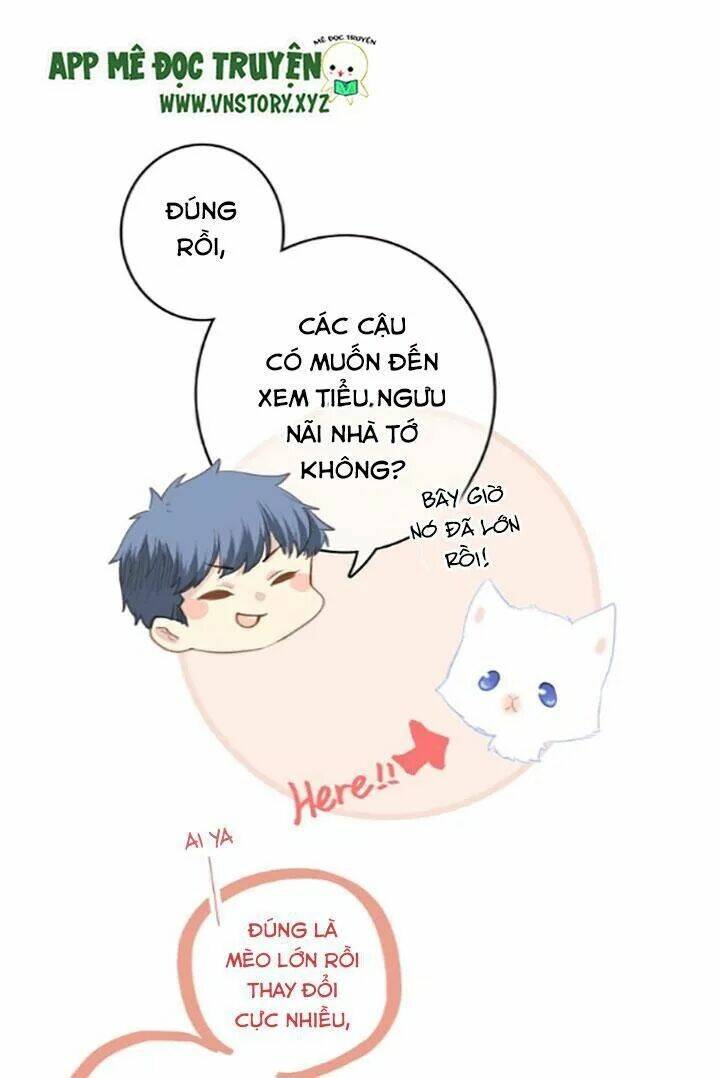 MÊ ĐỌC TRUYỆN
APP MÊ ĐỌC TRUYỆN
WWW.VNSTORY.XYZ
ĐÚNG
RỒI,
CÁC CẬU
CÓ MUỐN ĐẾN
XEM TIỂU.NGƯU
NÃI NHÀ TỚ
KHÔNG?
BÂY GIỜ
NÓ ĐÃ LỚN
RỒI!
Here!!
AI YA
ĐÚNG LÀ
MÈO LỚN RỒI
THAY ĐỔI
CỰC NHIỀU,